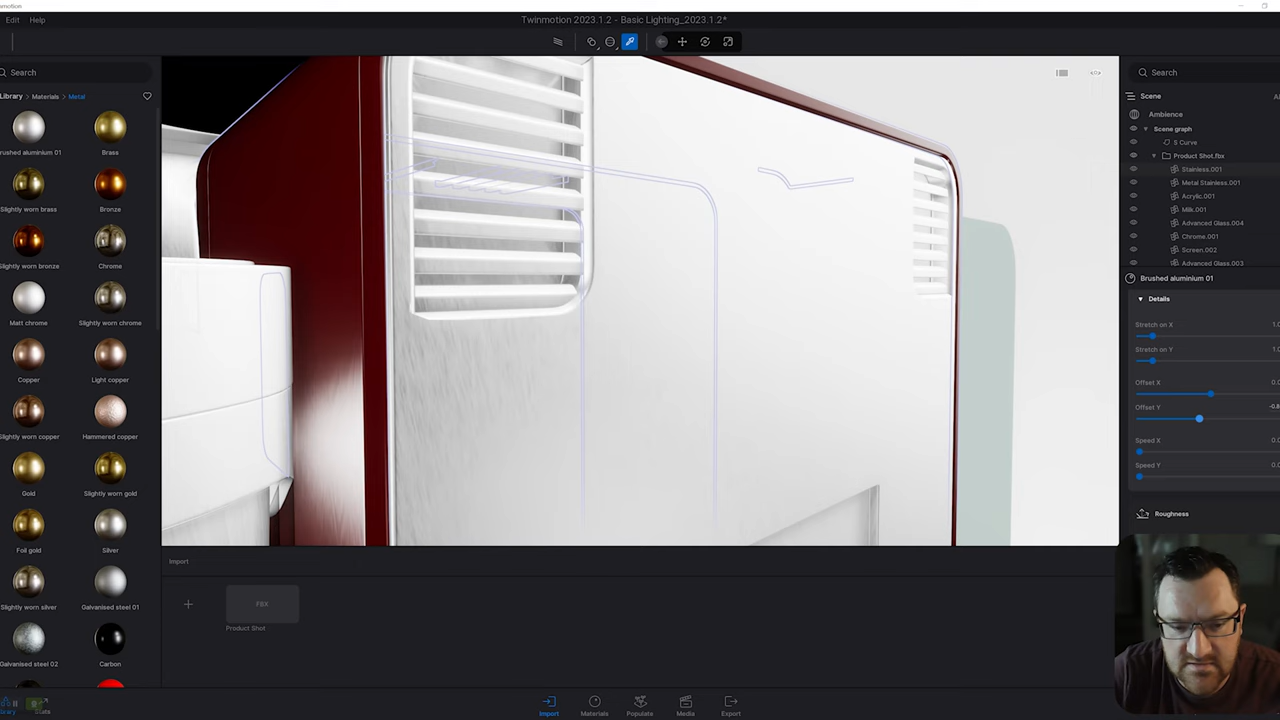 Edit Help
Twinmotion 2023.1.2 - Basic Lighting_2023.1.2*
Search
Library > Materials > Metal
Brushed aluminium 01
Brass
Slightly worn brass
Bronze
Slightly worn bronze
Chrome
Matt chrome
Slightly worn chrome
Copper
Light copper
Slightly worn copper
Hammered copper
Gold
Slightly worn gold
Foil gold
Silver
Slightly worn silver
Galvanised steel 01
Galvanised steel 02
Carbon
Search
Scene
Ambience
Scene graph
S Curve
Product Shot.fbx
Stainless.001
Metal Stainless.001
Acrylic.001
Milk.001
Advanced Glass.004
Chrome.001
Screen.002
Advanced Glass.003
Brushed aluminium 01
Details
Stretch on X
Stretch on Y
Offset X
Offset Y
Speed X
Speed Y
Roughness
Import
FBX
Product Shot
Import
Materials
Populate
Media
Export